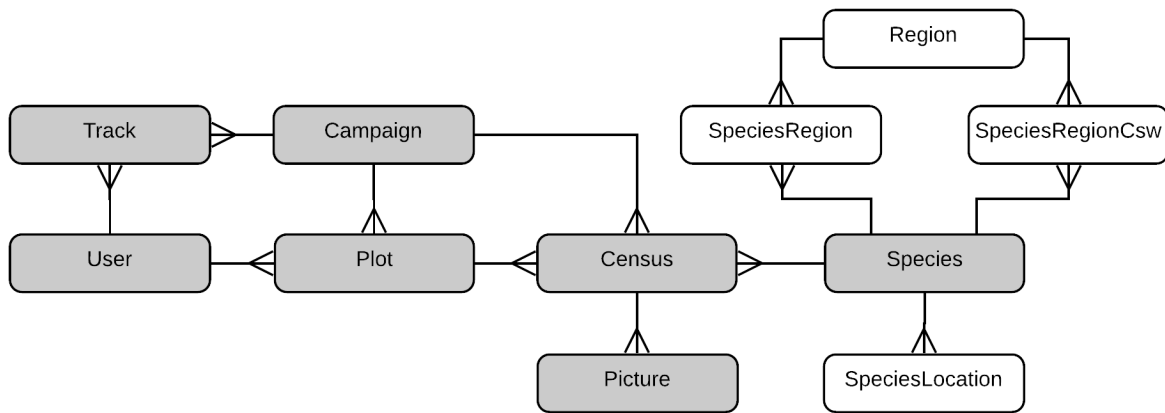 Region
Track
Campaign
SpeciesRegion
SpeciesRegionCsw
User
Plot
Census
Species
Picture
SpeciesLocation